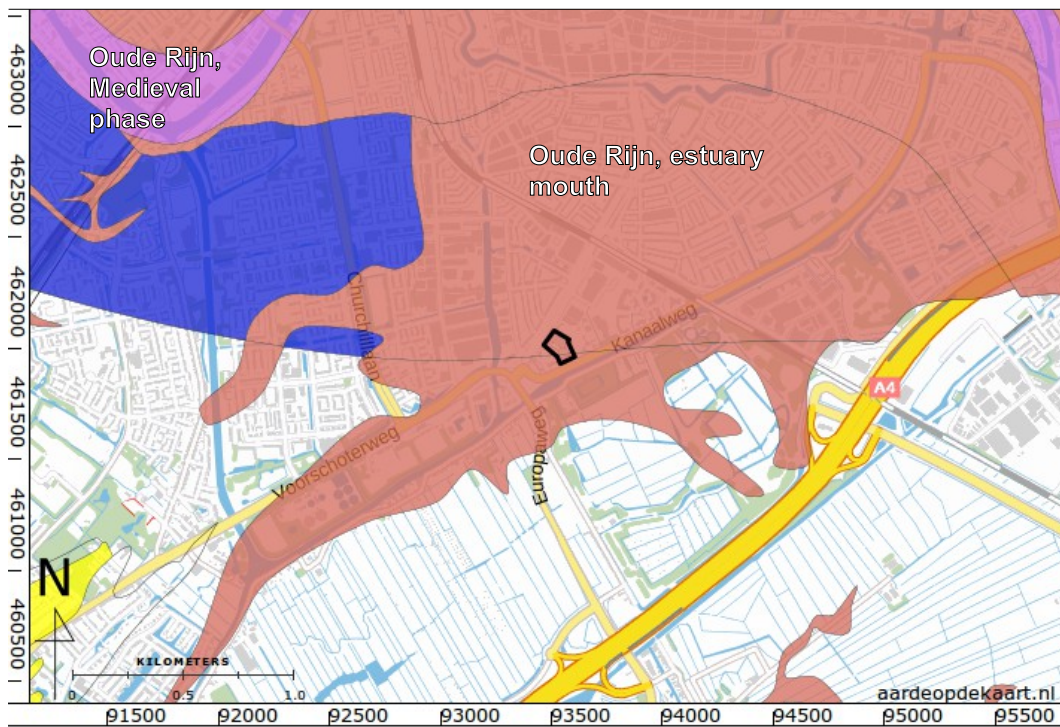 Oude Rijn,
Medieval
phase
Oude Rijn, estuary
mouth
463000
462500
462000
461500
461000
460500
Churchilllaan
Kanaalweg
A4
Voorschoterweg
Europaweg
N
KILOMETERS
0 0.5 1.0
aardeopdekaart.nl
91500 92000 92500 93000 93500 94000 94500 95000 95500